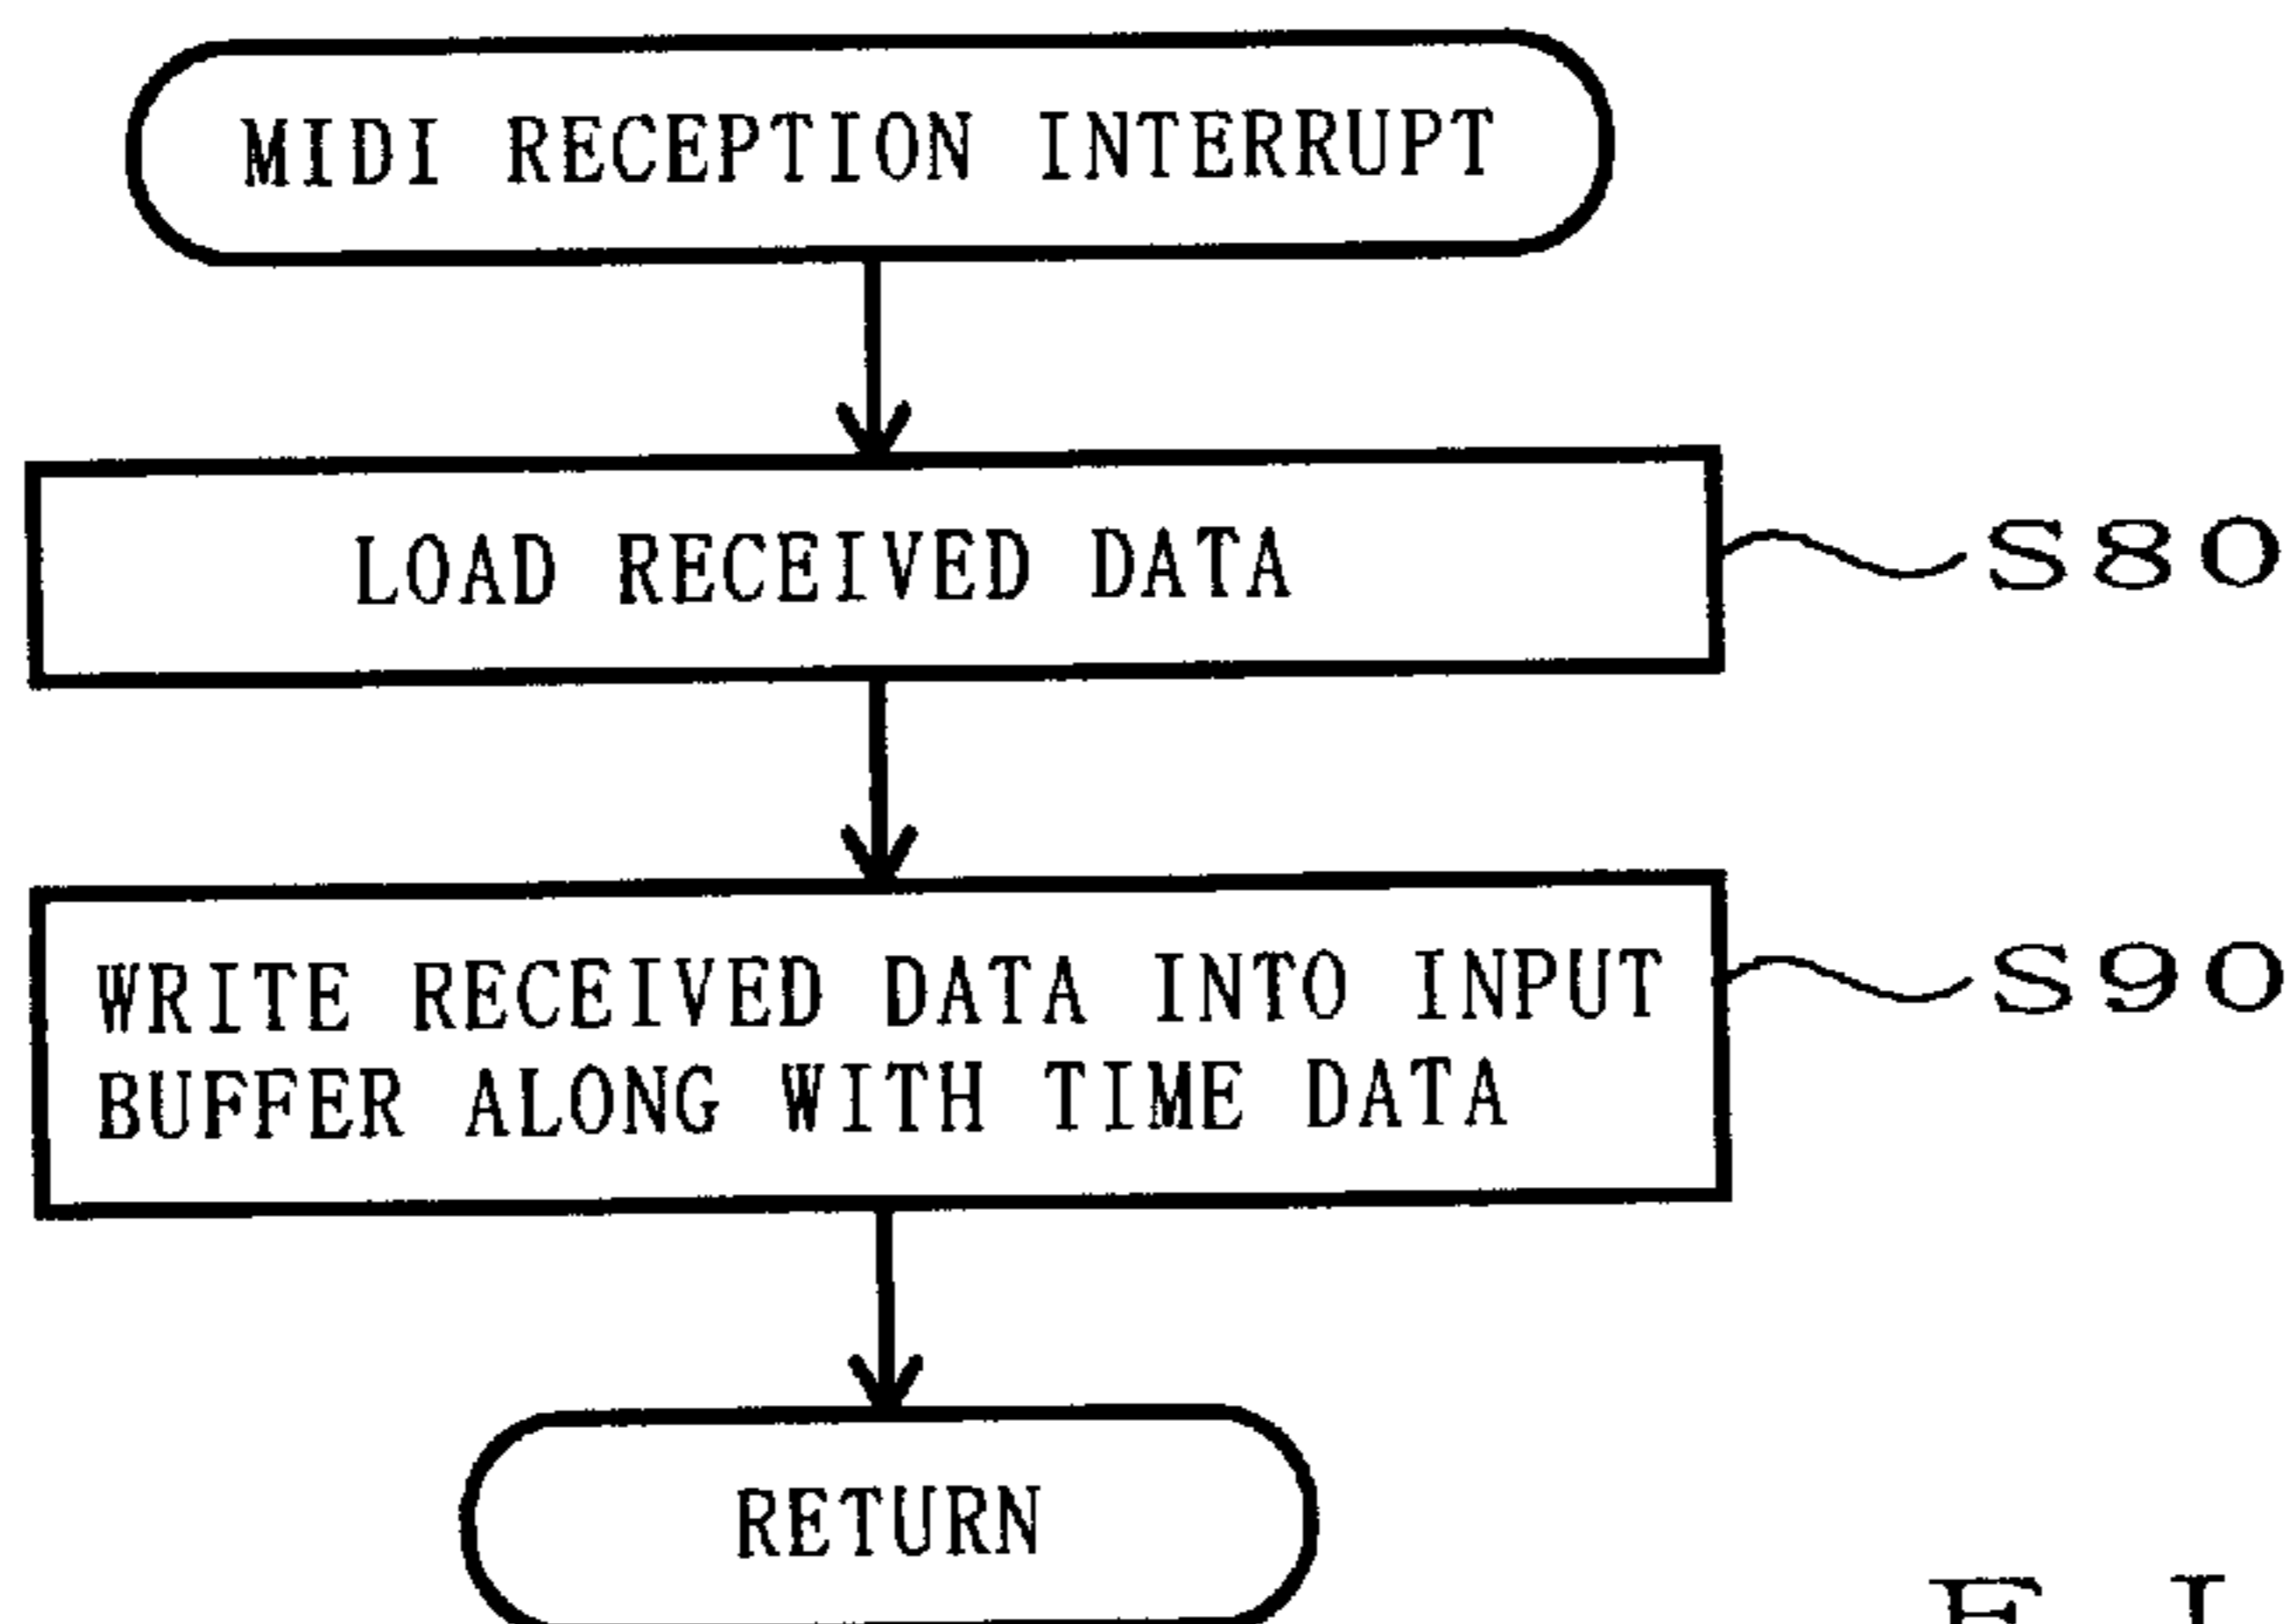 MIDI RECEPTION INTERRUPT
LOAD RECEIVED DATA
S80
WRITE RECEIVED DATA INTO INPUT
S90
BUFFER ALONG WITH TIME DATA
RETURN